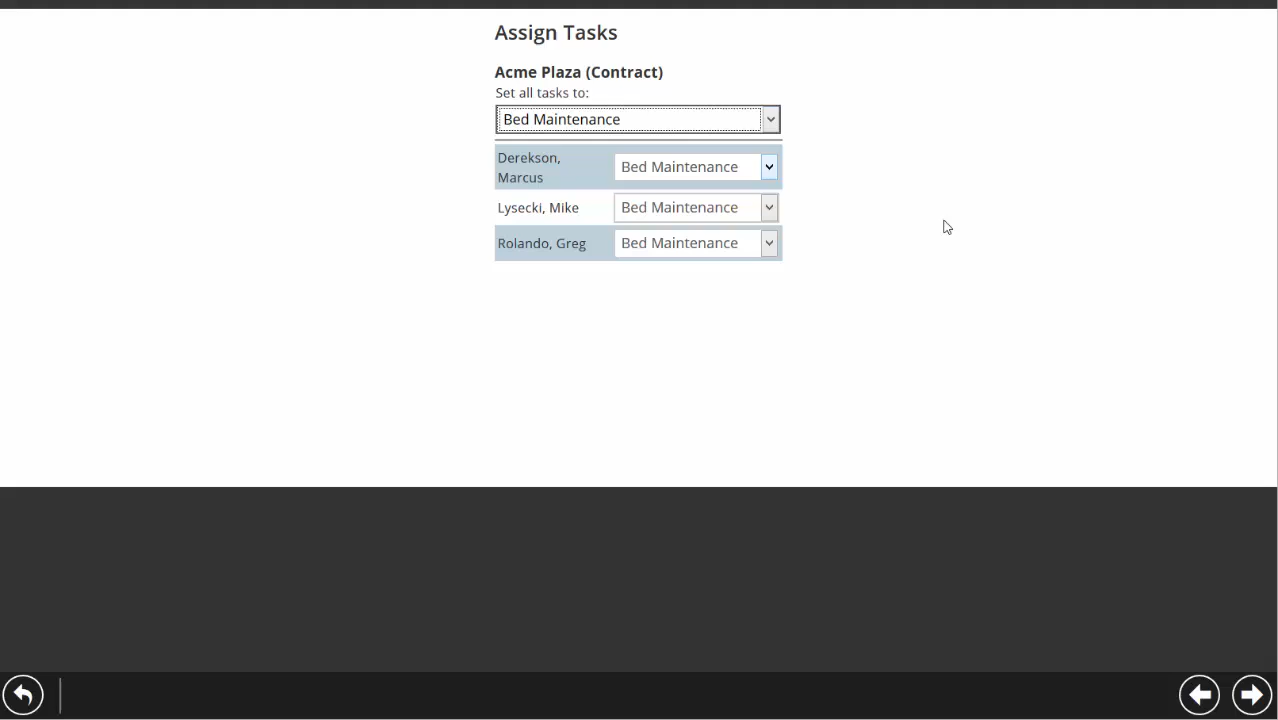 Assign Tasks
Acme Plaza (Contract)
Set all tasks to:
Bed Maintenance
Derekson,
Marcus
Bed Maintenance
Lysecki, Mike
Bed Maintenance
Rolando, Greg
Bed Maintenance